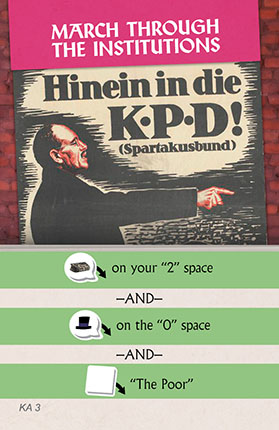 MARCH THROUGH
THE INSTITUTIONS
Hinein in die
K·P·D!
(Spartakusbund)
on your “2” space
–AND–
on the “0” space
–AND–
“The Poor”
KA 3